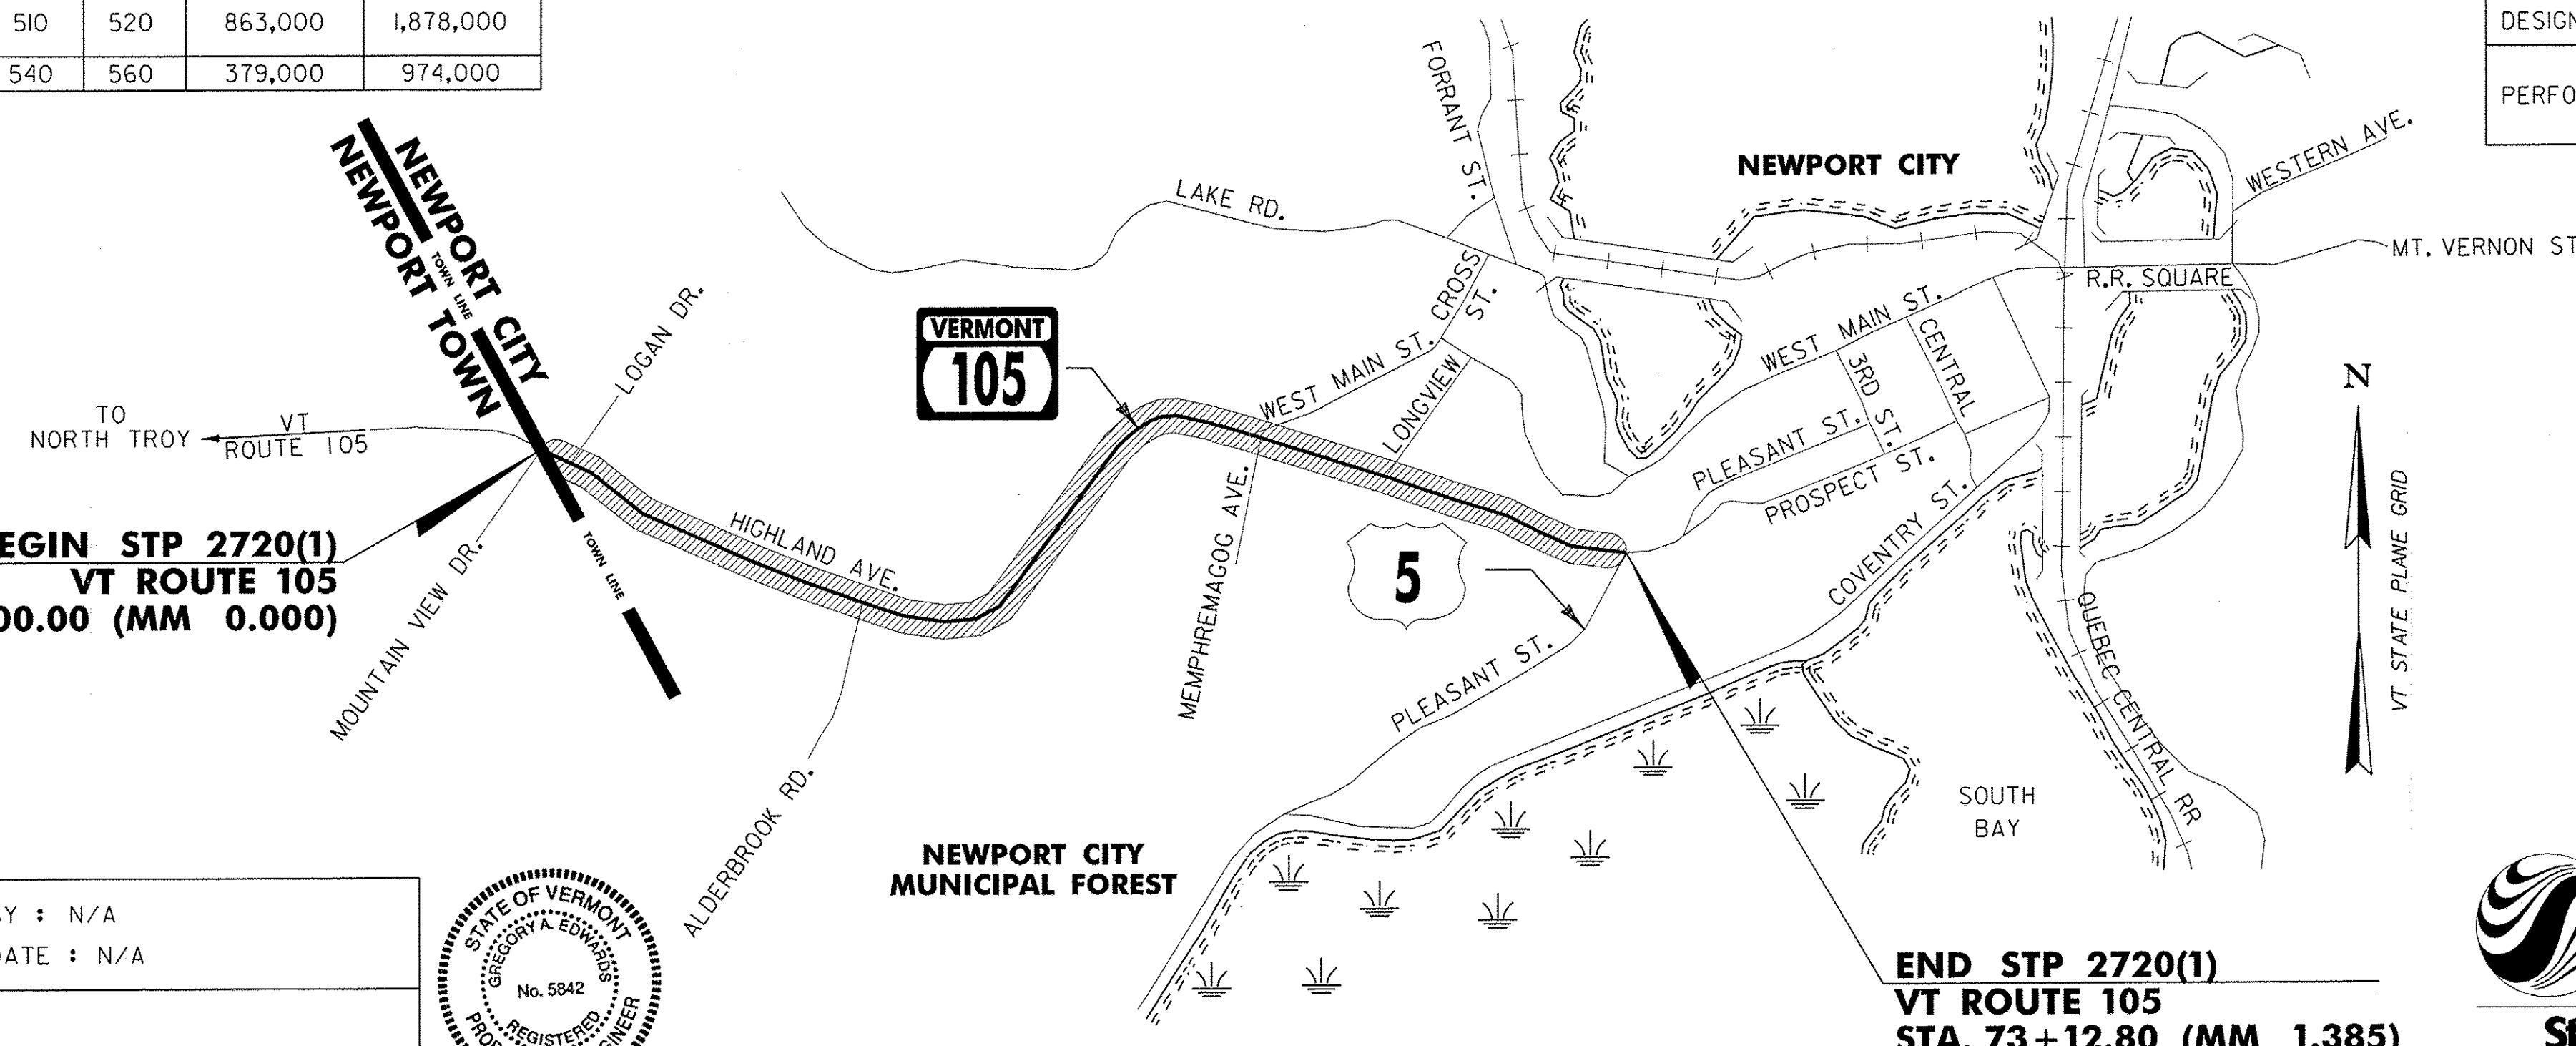 510 520 863,000 1,878,000
540 560 379,000 974,000
DESIGN
PERFO
NEWPORT CITY
NEWPORT TOWN
TOWN LINE
TOWN LINE
LOGAN DR.
TO
NORTH TROY
VT
ROUTE 105
EGIN STP 2720(1)
VT ROUTE 105
00.00 (MM 0.000)
MOUNTAIN VIEW DR.
HIGHLAND AVE.
ALDERBROOK RD.
VERMONT
105
LAKE RD.
FORRANT ST.
CROSS
ST.
WEST MAIN ST.
LONGVIEW
MEMPHREMAGOG AVE.
5
PLEASANT ST.
NEWPORT CITY
WEST MAIN ST.
3RD ST.
CENTRAL
PLEASANT ST.
PROSPECT ST.
COVENTRY ST.
WESTERN AVE.
MT. VERNON ST
R.R. SQUARE
QUEBEC CENTRAL RR
SOUTH
BAY
N
VT STATE PLANE GRID
NEWPORT CITY
MUNICIPAL FOREST
AY : N/A
DATE : N/A
STATE OF VERMONT
GREGORY A. EDWARDS
No. 5842
REGISTERED
END STP 2720(1)
VT ROUTE 105
STA. 73+12.80 (MM 1.385)